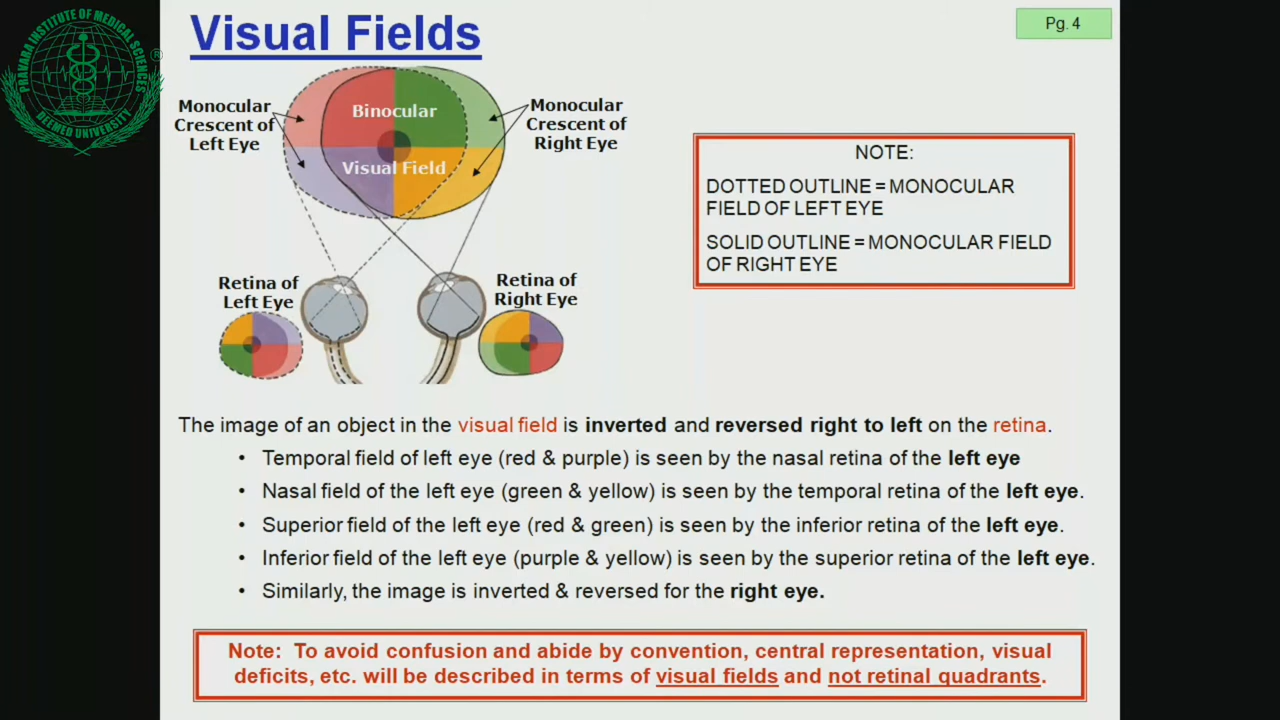 PRAVARA INSTITUTE OF MEDICAL SCIENCES
DEEMED UNIVERSITY
®
Visual Fields
Pg. 4
Monocular
Crescent of
Left Eye
Binocular
Visual Field
Monocular
Crescent of
Right Eye
NOTE:
DOTTED OUTLINE = MONOCULAR
FIELD OF LEFT EYE
SOLID OUTLINE = MONOCULAR FIELD
OF RIGHT EYE
Retina of
Left Eye
Retina of
Right Eye
The image of an object in the visual field is inverted and reversed right to left on the retina.
• Temporal field of left eye (red & purple) is seen by the nasal retina of the left eye
• Nasal field of the left eye (green & yellow) is seen by the temporal retina of the left eye.
• Superior field of the left eye (red & green) is seen by the inferior retina of the left eye.
• Inferior field of the left eye (purple & yellow) is seen by the superior retina of the left eye.
• Similarly, the image is inverted & reversed for the right eye.
Note: To avoid confusion and abide by convention, central representation, visual
deficits, etc. will be described in terms of visual fields and not retinal quadrants.